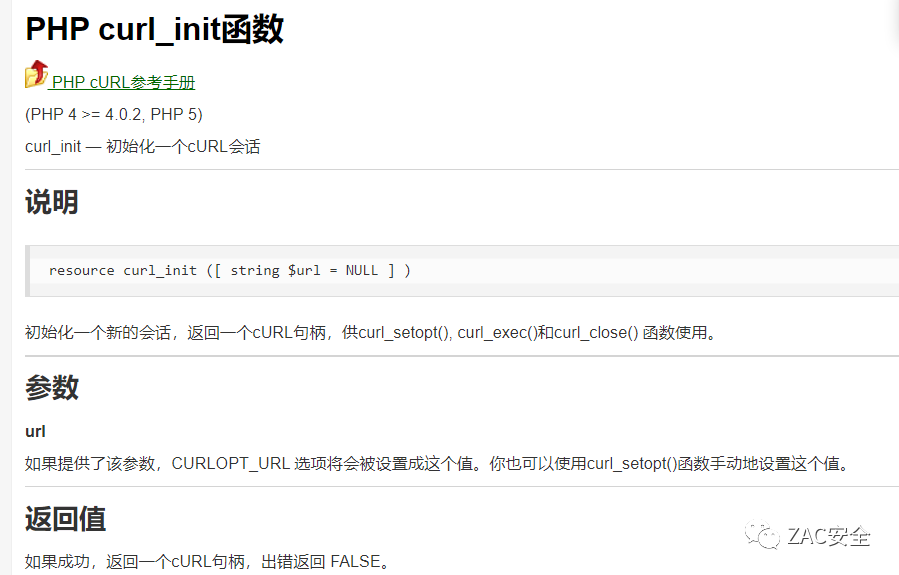 PHP curl_init函数
PHP cURL参考手册
(PHP 4 >= 4.0.2, PHP 5)
curl_init — 初始化一个cURL会话
说明
resource curl_init ([ string $url = NULL ] )
初始化一个新的会话，返回一个cURL句柄，供curl_setopt(), curl_exec()和curl_close() 函数使用。
参数
url
如果提供了该参数，CURLOPT_URL 选项将会被设置成这个值。你也可以使用curl_setopt()函数手动地设置这个值。
返回值
ZAC安全
如果成功，返回一个cURL句柄，出错返回 FALSE。